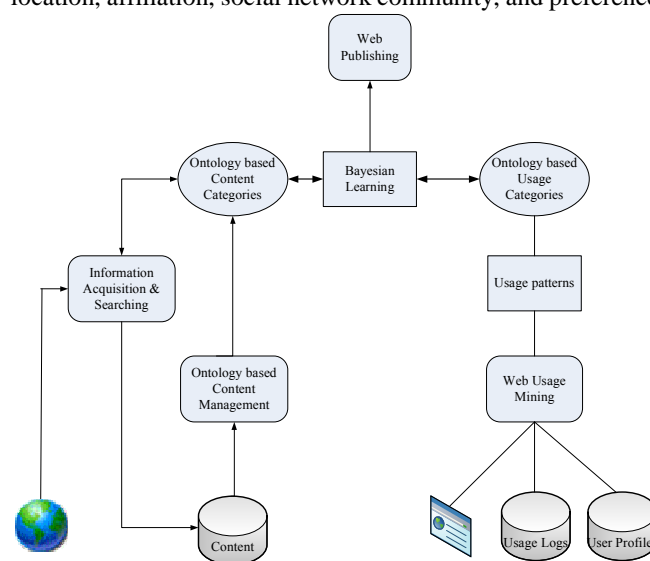 location, affiliation, social network community, and preference
Web
Publishing
Ontology based
Content
Categories
Bayesian
Learning
Ontology based
Usage
Categories
Information
Acquisition &
Searching
Usage patterns
Ontology based
Content
Management
Web Usage
Mining
Content
Usage Logs
User Profile